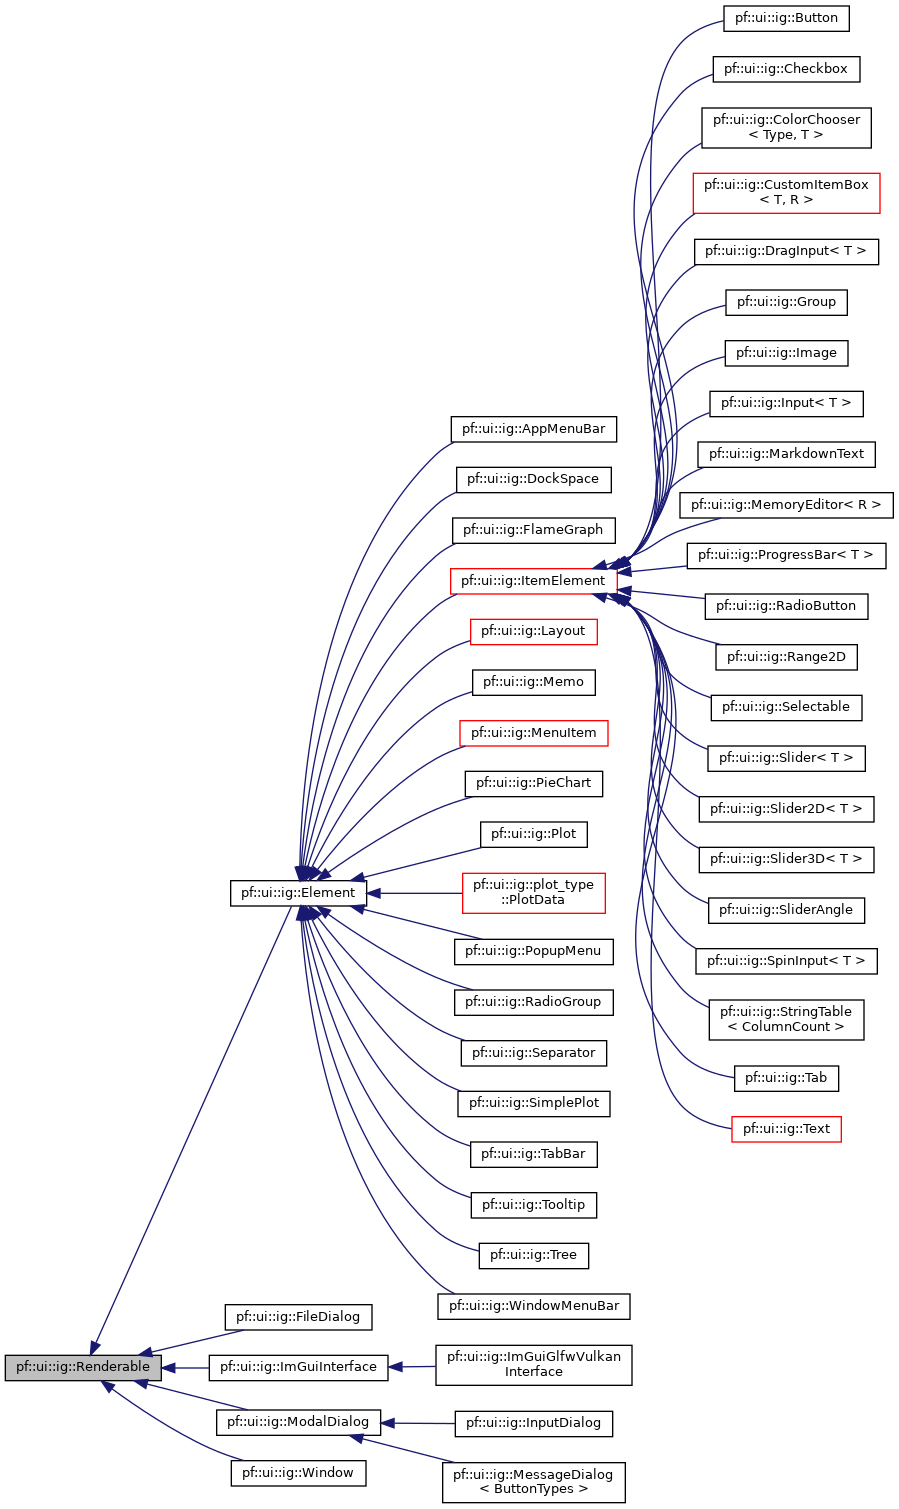 pf::ui::ig::Button
pf::ui::ig::Checkbox
pf::ui::ig::ColorChooser
< Type, T >
pf::ui::ig::CustomItemBox
< T, R >
pf::ui::ig::DragInput< T >
pf::ui::ig::Group
pf::ui::ig::Image
pf::ui::ig::Input< T >
pf::ui::ig::MarkdownText
pf::ui::ig::MemoryEditor< R >
pf::ui::ig::ProgressBar< T >
pf::ui::ig::RadioButton
pf::ui::ig::Range2D
pf::ui::ig::Selectable
pf::ui::ig::Slider< T >
pf::ui::ig::Slider2D< T >
pf::ui::ig::Slider3D< T >
pf::ui::ig::SliderAngle
pf::ui::ig::SpinInput< T >
pf::ui::ig::StringTable
< ColumnCount >
pf::ui::ig::Tab
pf::ui::ig::Text
pf::ui::ig::AppMenuBar
pf::ui::ig::DockSpace
pf::ui::ig::FlameGraph
pf::ui::ig::ItemElement
pf::ui::ig::Layout
pf::ui::ig::Memo
pf::ui::ig::MenuItem
pf::ui::ig::PieChart
pf::ui::ig::Plot
pf::ui::ig::plot_type
::PlotData
pf::ui::ig::PopupMenu
pf::ui::ig::RadioGroup
pf::ui::ig::Separator
pf::ui::ig::SimplePlot
pf::ui::ig::TabBar
pf::ui::ig::Tooltip
pf::ui::ig::Tree
pf::ui::ig::WindowMenuBar
pf::ui::ig::Element
pf::ui::ig::FileDialog
pf::ui::ig::ImGuiInterface
pf::ui::ig::ImGuiGlfwVulkan
Interface
pf::ui::ig::Renderable
pf::ui::ig::ModalDialog
pf::ui::ig::InputDialog
pf::ui::ig::Window
pf::ui::ig::MessageDialog
< ButtonTypes >